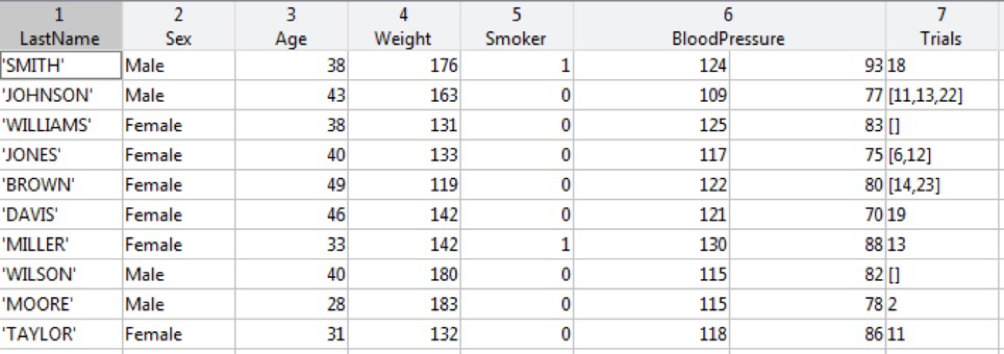 1 2 3 4 5 6 7
LastName Sex Age Weight Smoker BloodPressure Trials
'SMITH' Male 38 176 1 124 93 18
'JOHNSON' Male 43 163 0 109 77 [11,13,22]
'WILLIAMS' Female 38 131 0 125 83 []
'JONES' Female 40 133 0 117 75 [6,12]
'BROWN' Female 49 119 0 122 80 [14,23]
'DAVIS' Female 46 142 0 121 70 19
'MILLER' Female 33 142 1 130 88 13
'WILSON' Male 40 180 0 115 82 []
'MOORE' Male 28 183 0 115 78 2
'TAYLOR' Female 31 132 0 118 86 11